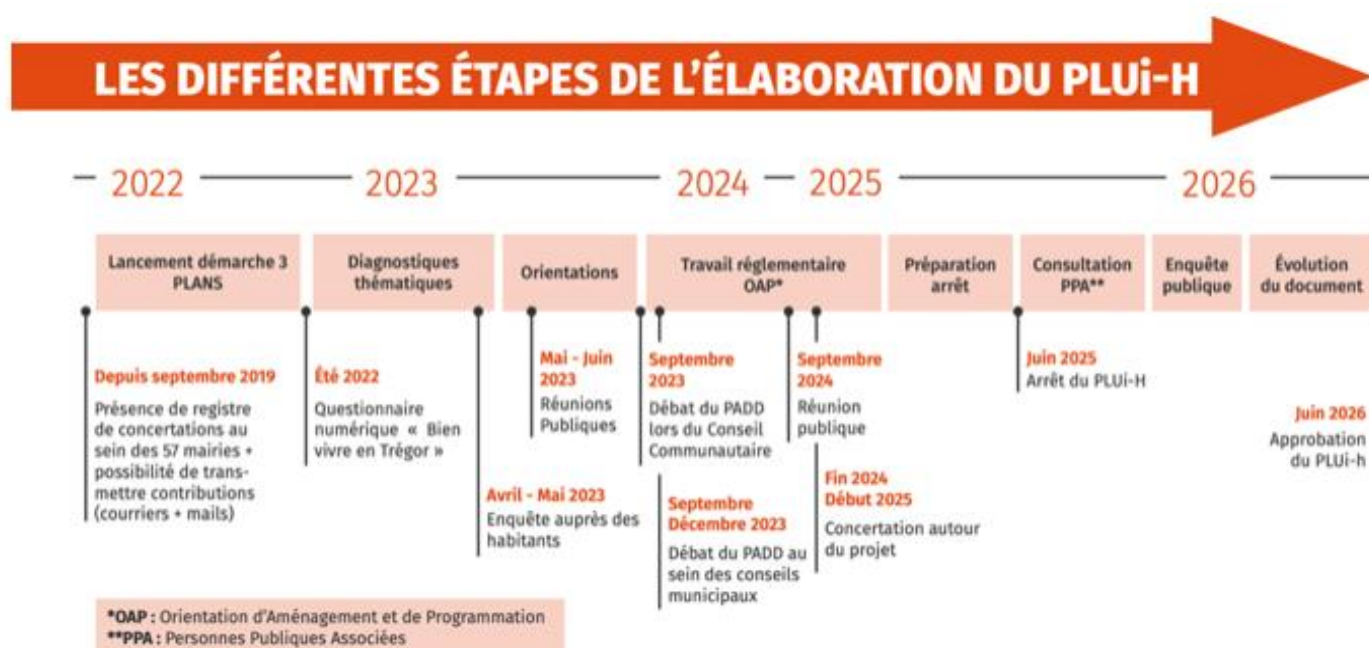 LES DIFFÉRENTES ÉTAPES DE L'ÉLABORATION DU PLUi-H
2022
2023
2024
2025
2026
Lancement démarche 3
PLANS
Diagnostiques
thématiques
Orientations
Travail réglementaire
OAP*
Préparation
arrêt
Consultation
PPA**
Enquête
publique
Évolution
du document
Depuis septembre 2019
Présence de registre
de concertations au
sein des 57 mairies +
possibilité de trans-
mettre contributions
(courriers + mails)
Été 2022
Questionnaire
numérique « Bien
vivre en Trégor »
Avril - Mai 2023
Enquête auprès des
habitants
Mai - Juin
2023
Réunions
Publiques
Septembre
2023
Débat du PADD
lors du Conseil
Communautaire
Septembre
Décembre 2023
Débat du PADD au
sein des conseils
municipaux
Septembre
2024
Réunion
publique
Fin 2024
Début 2025
Concertation autour
du projet
Juin 2025
Arrêt du PLUi-H
Juin 2026
Approbation
du PLUi-h
*OAP : Orientation d'Aménagement et de Programmation
**PPA : Personnes Publiques Associées